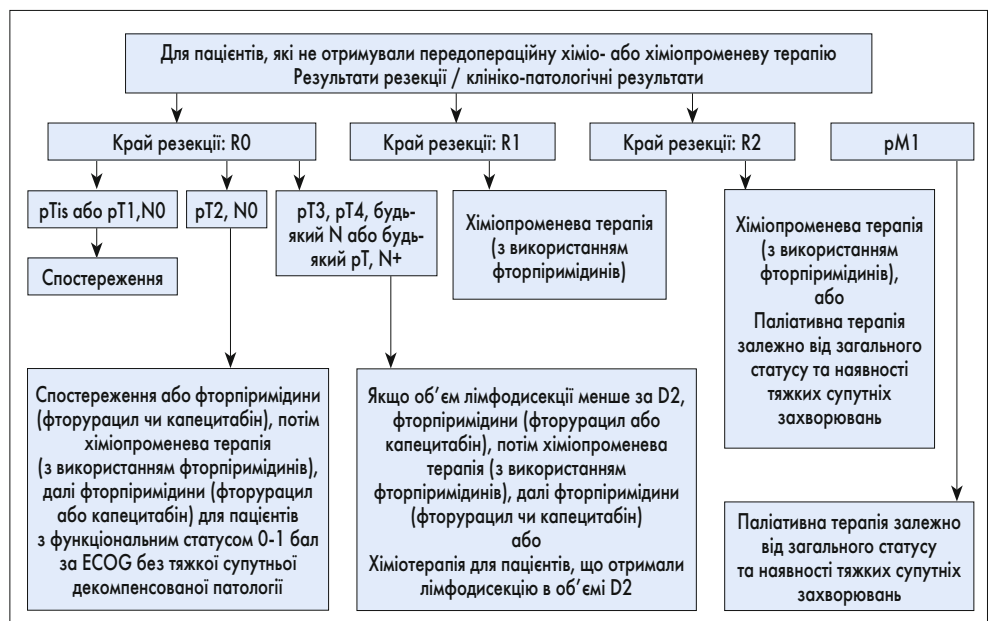 Для пацієнтів, які не отримували передопераційну хіміо- або хіміопроменеву терапію
Результати резекції / клініко-патологічні результати
Край резекції: R0
Край резекції: R1
Край резекції: R2
pM1
pTis або pT1,N0
pT2, N0
pT3, pT4, будь-
який N або будь-
який pT, N+
Спостереження
Хіміопроменева терапія
(з використанням
фторпіримідинів)
Хіміопроменева терапія
(з використанням
фторпіримідинів),
або
Паліативна терапія
залежно від загального
статусу та наявності
тяжких супутніх
захворювань
Спостереження або фторпіримідини
(фторурацил чи капецитабін), потім
хіміопроменева терапія
(з використанням фторпіримідинів),
далі фторпіримідини (фторурацил
або капецитабін) для пацієнтів
з функціональним статусом 0-1 бал
за ECOG без тяжкої супутньої
декомпенсованої патології
Якщо об’єм лімфодисекції менше за D2,
фторпіримідини (фторурацил або
капецитабін), потім хіміопроменева
терапія (з використанням
фторпіримідинів), далі фторпіримідини
(фторурацил чи капецитабін)
або
Хіміотерапія для пацієнтів, що отримали
лімфодисекцію в об’ємі D2
Паліативна терапія залежно
від загального статусу
та наявності тяжких супутніх
захворювань